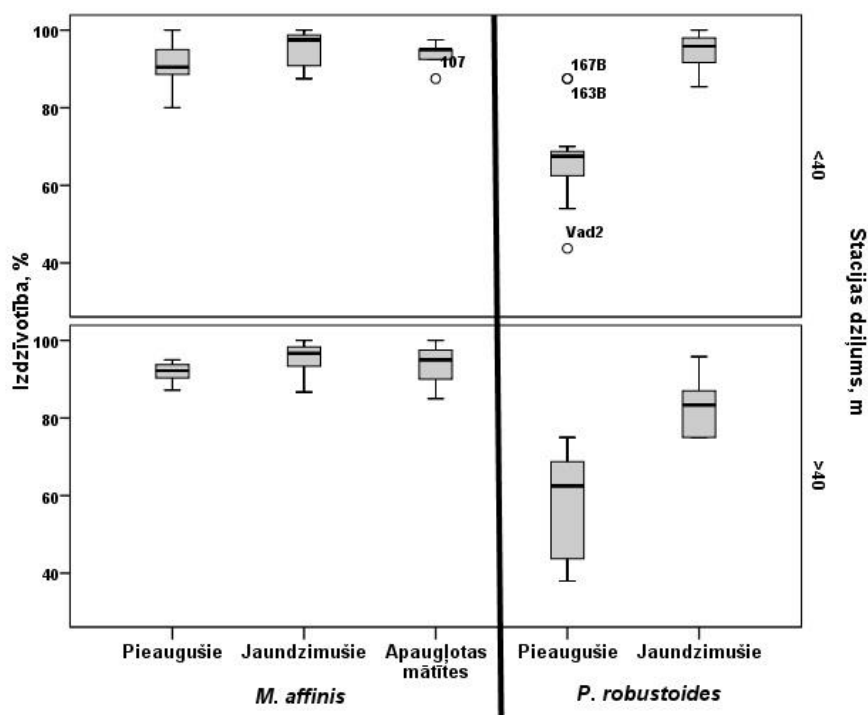 Izdzīvotība, %
100
80
60
40
107
167B
163B
Vad2
<40
100
80
60
40
>40
Stacijas dziļums, m
Pieaugušie Jaundzimušie Apaugļotas mātītes Pieaugušie Jaundzimušie
M. affinis P. robustoides